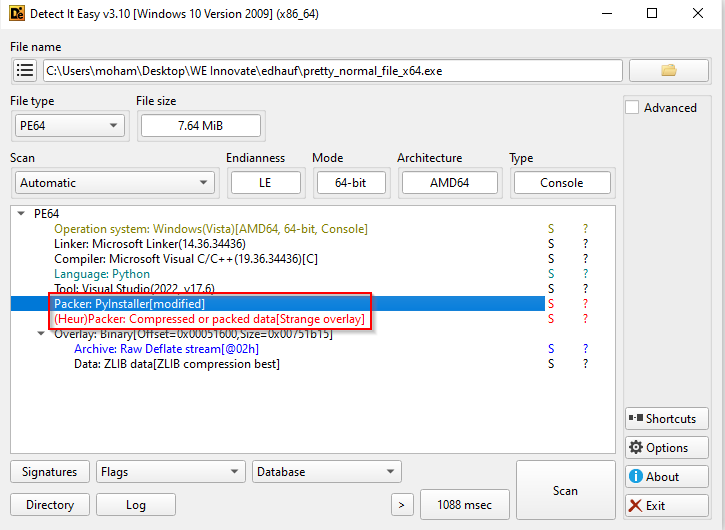 Detect It Easy v3.10 [Windows 10 Version 2009] (x86_64)
File name
C:\Users\moham\Desktop\WE Innovate\edhauf\pretty_normal_file_x64.exe
File type
File size
PE64
7.64 MiB
Advanced
Scan
Endianness
Mode
Architecture
Type
Automatic
LE
64-bit
AMD64
Console
PE64
Operation system: Windows(Vista)[AMD64, 64-bit, Console] S ?
Linker: Microsoft Linker(14.36.34436) S ?
Compiler: Microsoft Visual C/C++(19.36.34436)[C] S ?
Language: Python S ?
Tool: Visual Studio(2022, v17.6) S ?
Packer: PyInstaller[modified] S ?
(Heur)Packer: Compressed or packed data[Strange overlay] S ?
Overlay: Binary[Offset=0x00051600,Size=0x00751b15]
Archive: Raw Deflate stream[@02h] S ?
Data: ZLIB data[ZLIB compression best] S ?
Shortcuts
Options
About
Exit
Signatures
Flags
Database
Scan
Directory
Log
>
1088 msec